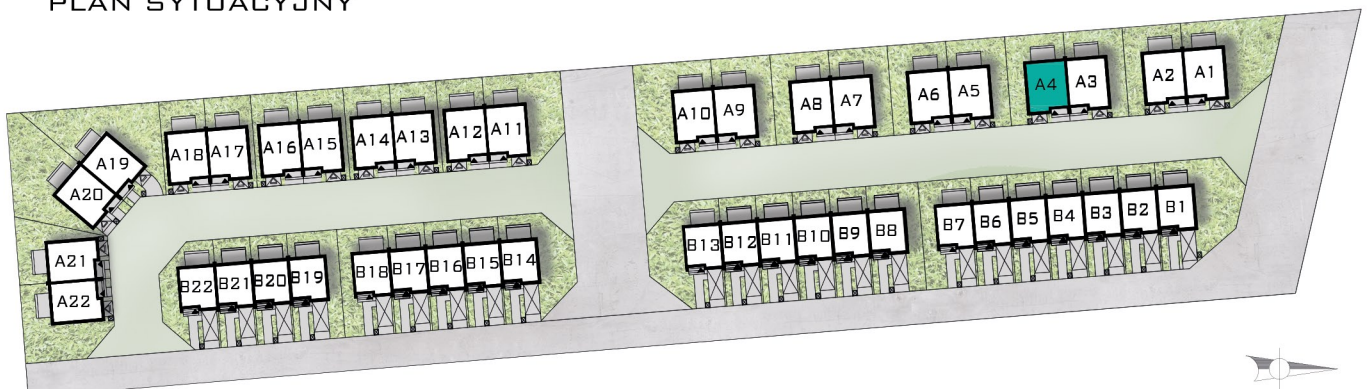 PLAN SYTUACYJNY
A10 A9 A8 A7 A6 A5 A4 A3 A2 A1
A19 A18 A17 A16 A15 A14 A13 A12 A11
A20
B13 B12 B11 B10 B9 B8 B7 B6 B5 B4 B3 B2 B1
A21 B22 B21 B20 B19 B18 B17 B16 B15 B14
A22